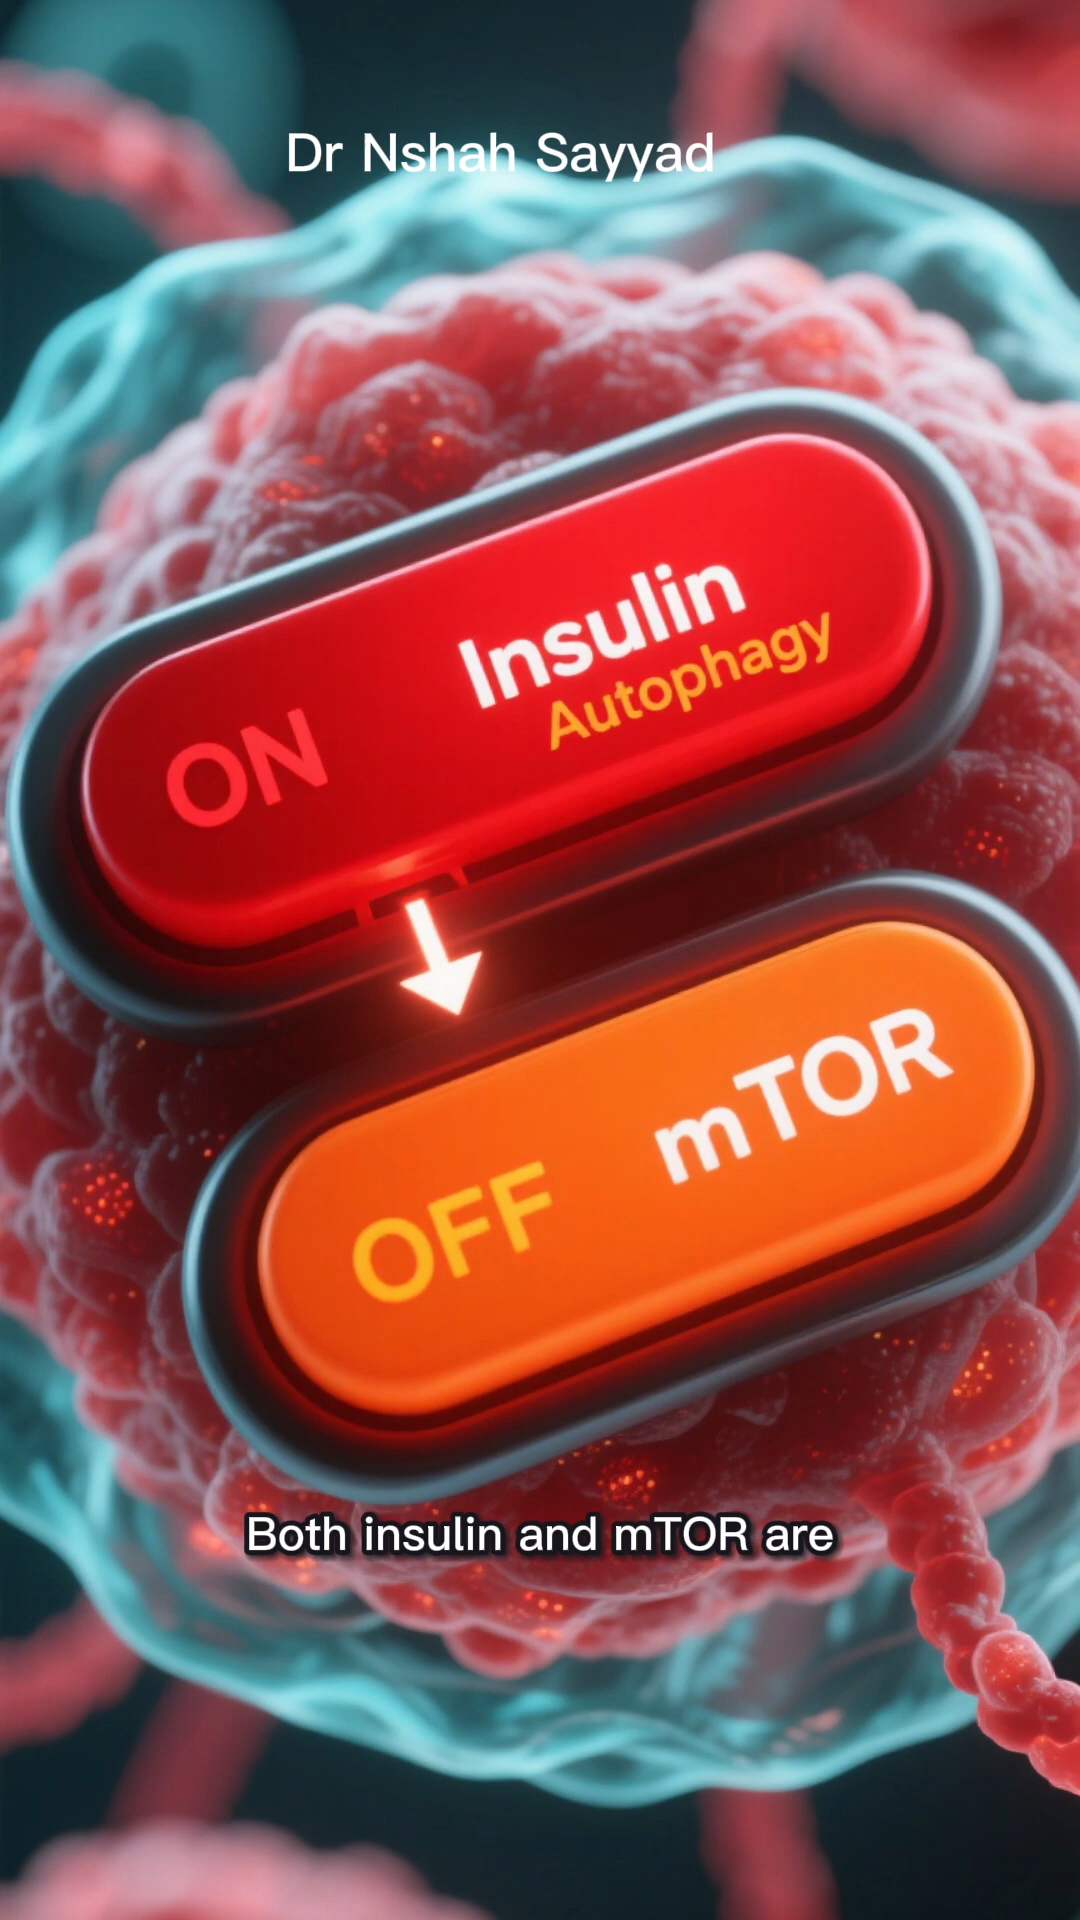 Dr Nshah Sayyad
Insulin
Autophagy
ON
mTOR
OFF
Both insulin and mTOR are